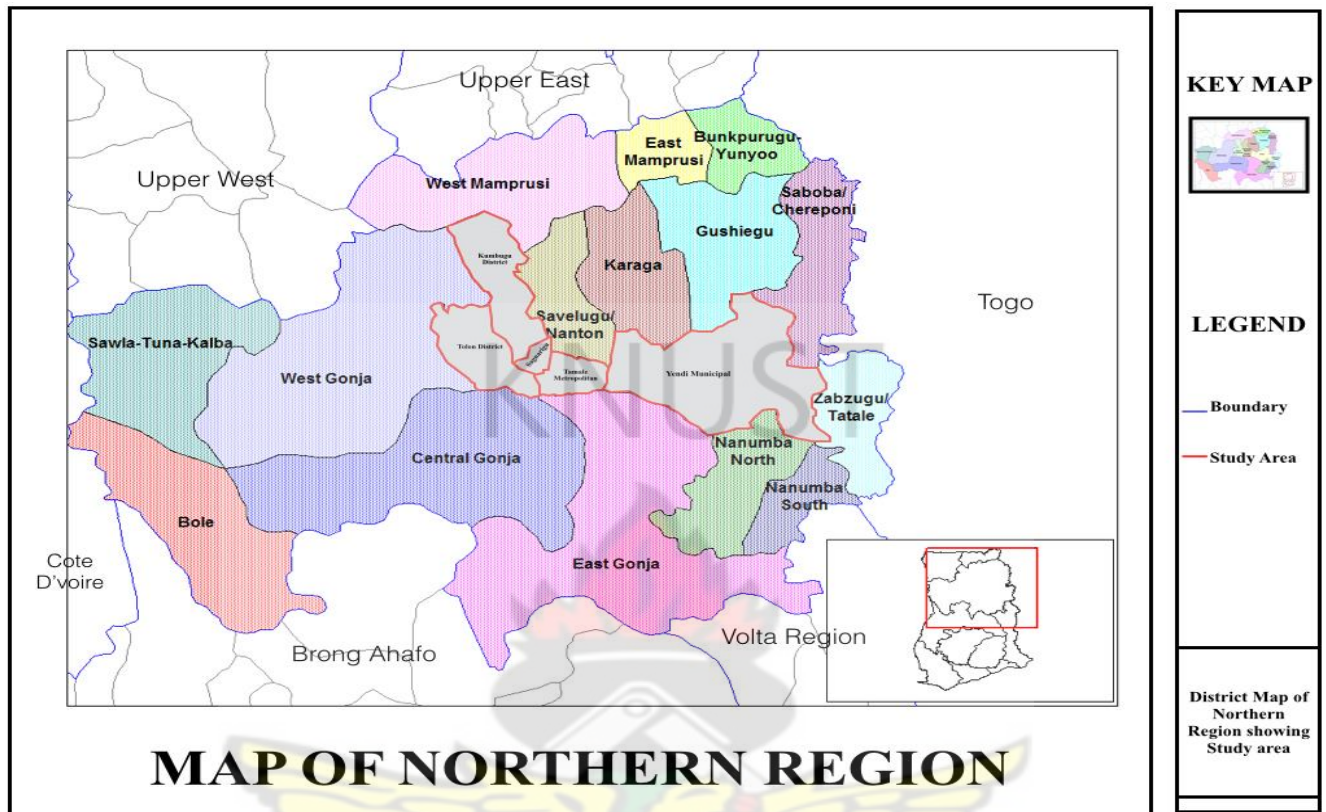 Upper East
Upper West
East
Mamprusi
Bunkpurugu-
Yunyoo
West Mamprusi
Saboba/
Chereponi
Gushiegu
Kumbugu
District
Karaga
Togo
Savelugu/
Nanton
Sawla-Tuna-Kalba
Tolon District
Sagnarigu
Tamale
Metropolitan
Yendi Municipal
West Gonja
KNUST
Zabzugu/
Tatale
Nanumba
North
Central Gonja
Nanumba
South
Bole
East Gonja
Cote
D'voire
Brong Ahafo
Volta Region
MAP OF NORTHERN REGION
KEY MAP
LEGEND
Boundary
Study Area
District Map of
Northern
Region showing
Study area